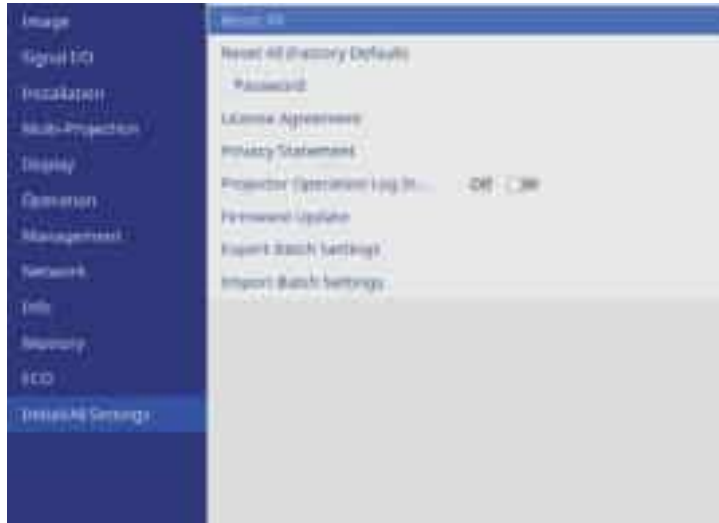 Image
Signal I/O
Installation
Multi-Projection
Display
Operation
Management
Network
Info
Memory
ECO
Initial/All Settings
Reset All
Reset All (Factory Defaults)
Password
License Agreement
Privacy Statement
Projector Operation Log In... Off
Firmware Update
Export Batch Settings
Import Batch Settings